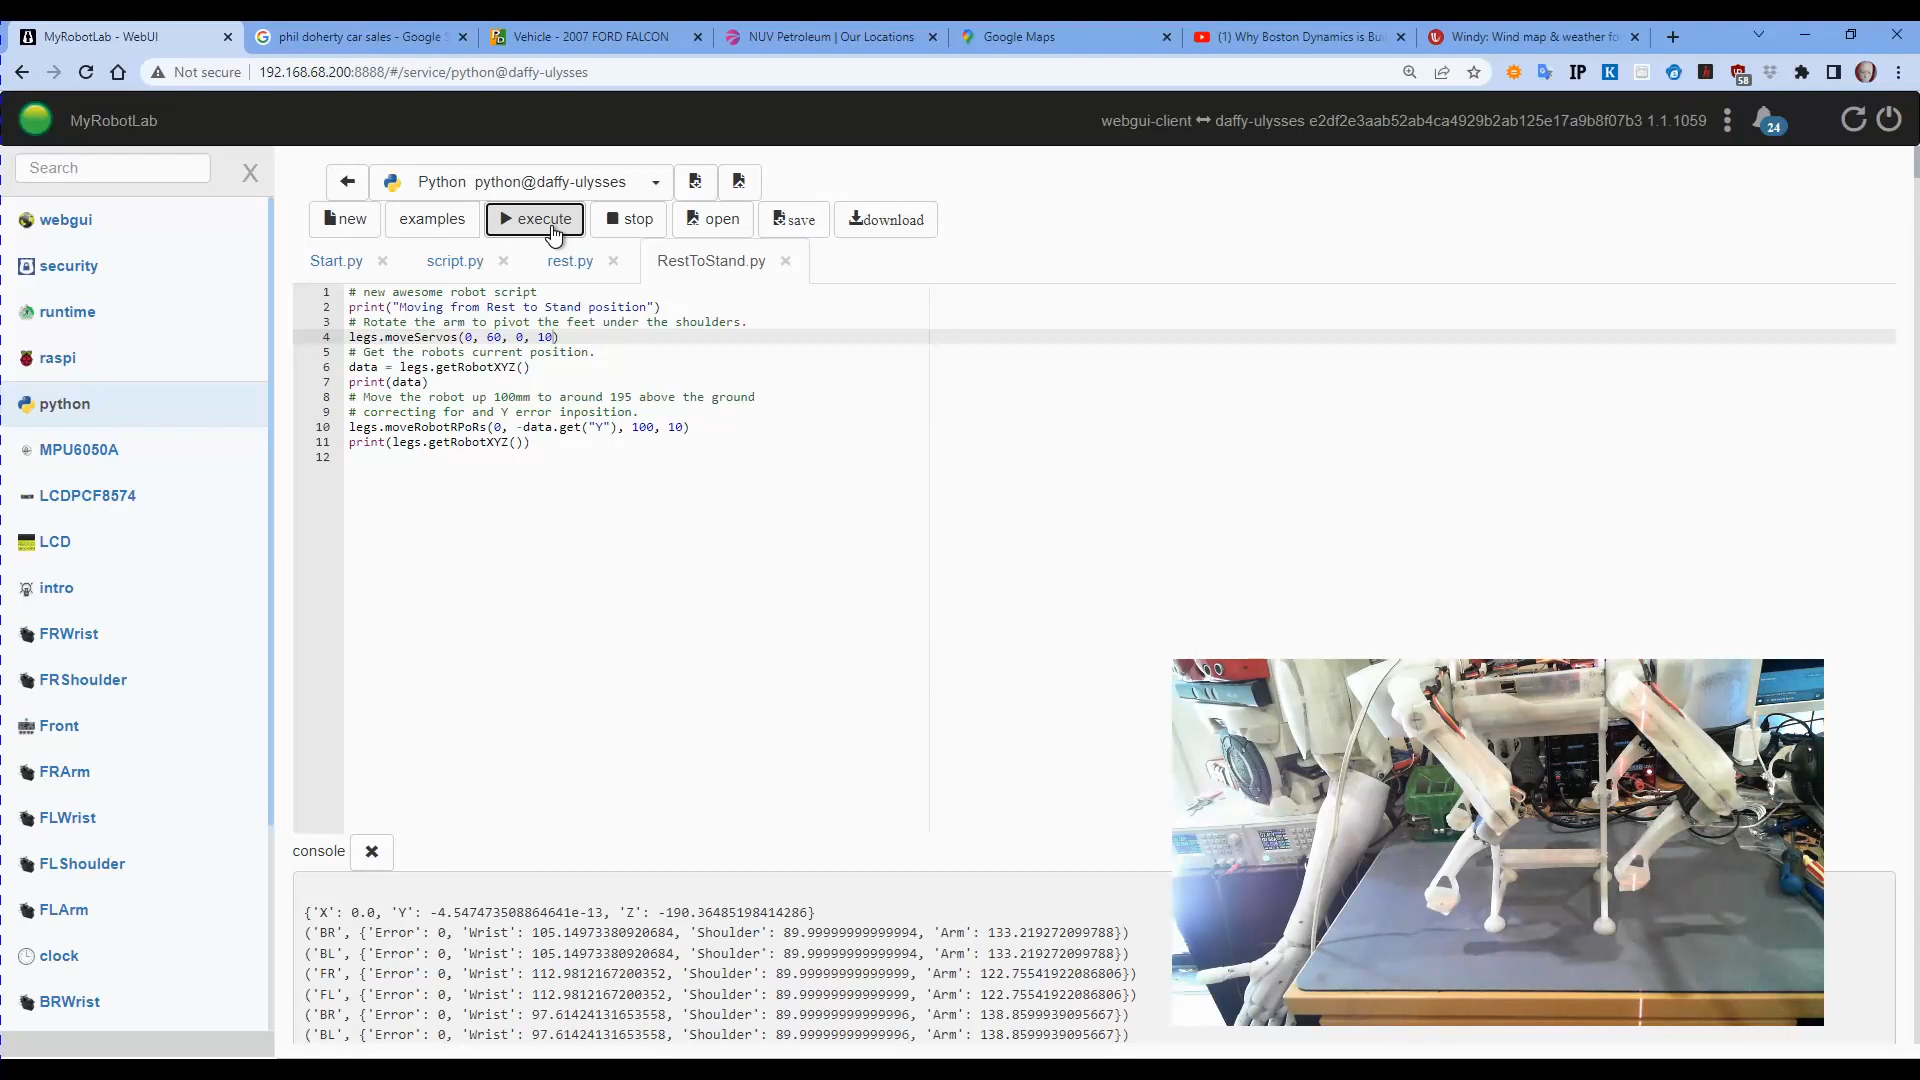 MyRobotLab - WebUI
phil doherty car sales - Google S
Vehicle - 2007 FORD FALCON
NUV Petroleum | Our Locations
Google Maps
(1) Why Boston Dynamics is Bu
Windy: Wind map & weather fo
Not secure
192.168.68.200:8888/#/service/python@daffy-ulysses
IP
K
58
MyRobotLab
webgui-client ⬌ daffy-ulysses e2df2e3aab52ab4ca4929b2ab125e17a9b8f07b3 1.1.1059
24
Search
X
Python python@daffy-ulysses
new
examples
execute
stop
open
save
download
Start.py
script.py
rest.py
RestToStand.py
1 # new awesome robot script
2 print("Moving from Rest to Stand position")
3 # Rotate the arm to pivot the feet under the shoulders.
4 legs.moveServos(0, 60, 0, 10)
5 # Get the robots current position.
6 data = legs.getRobotXYZ()
7 print(data)
8 # Move the robot up 100mm to around 195 above the ground
9 # correcting for and Y error inposition.
10 legs.moveRobotRPoRs(0, -data.get("Y"), 100, 10)
11 print(legs.getRobotXYZ())
12
webgui
security
runtime
raspi
python
MPU6050A
LCDPCF8574
LCD
intro
FRWrist
FRShoulder
Front
FRArm
FLWrist
FLShoulder
FLArm
clock
BRWrist
console
{'X': 0.0, 'Y': -4.547473508864641e-13, 'Z': -190.36485198414286}
('BR', {'Error': 0, 'Wrist': 105.14973380920684, 'Shoulder': 89.99999999999994, 'Arm': 133.219272099788})
('BL', {'Error': 0, 'Wrist': 105.14973380920684, 'Shoulder': 89.99999999999994, 'Arm': 133.219272099788})
('FR', {'Error': 0, 'Wrist': 112.9812167200352, 'Shoulder': 89.99999999999999, 'Arm': 122.75541922086806})
('FL', {'Error': 0, 'Wrist': 112.9812167200352, 'Shoulder': 89.99999999999999, 'Arm': 122.75541922086806})
('BR', {'Error': 0, 'Wrist': 97.61424131653558, 'Shoulder': 89.99999999999996, 'Arm': 138.8599939095667})
('BL', {'Error': 0, 'Wrist': 97.61424131653558, 'Shoulder': 89.99999999999996, 'Arm': 138.8599939095667})